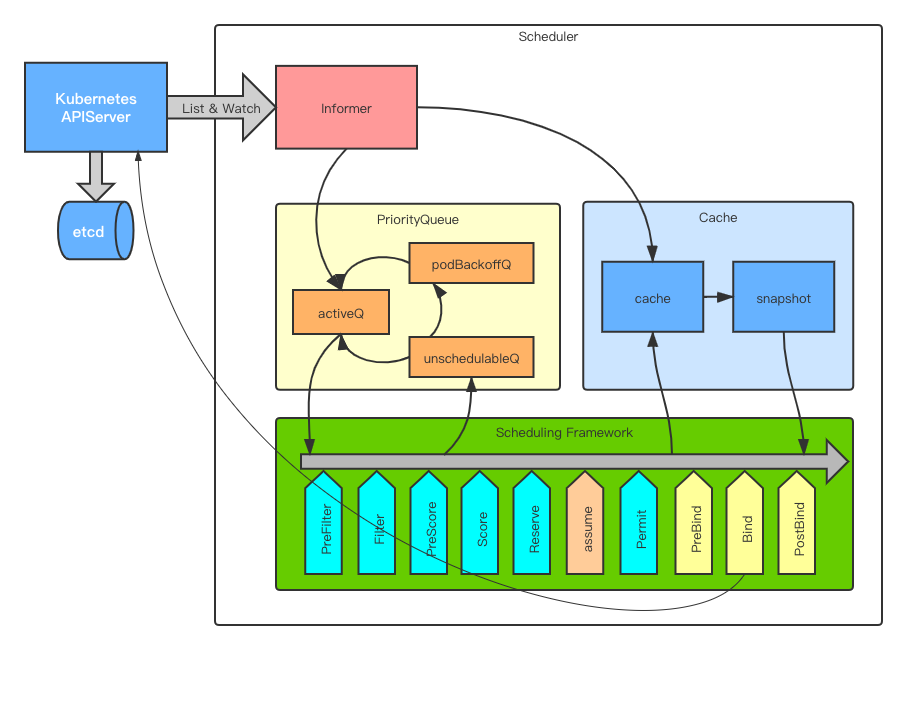 Scheduler
Kubernetes
APIServer
List & Watch
Informer
etcd
PriorityQueue
podBackoffQ
activeQ
unschedulableQ
Cache
cache
snapshot
Scheduling Framework
PreFilter
Filter
PreScore
Score
Reserve
assume
Permit
PreBind
Bind
PostBind